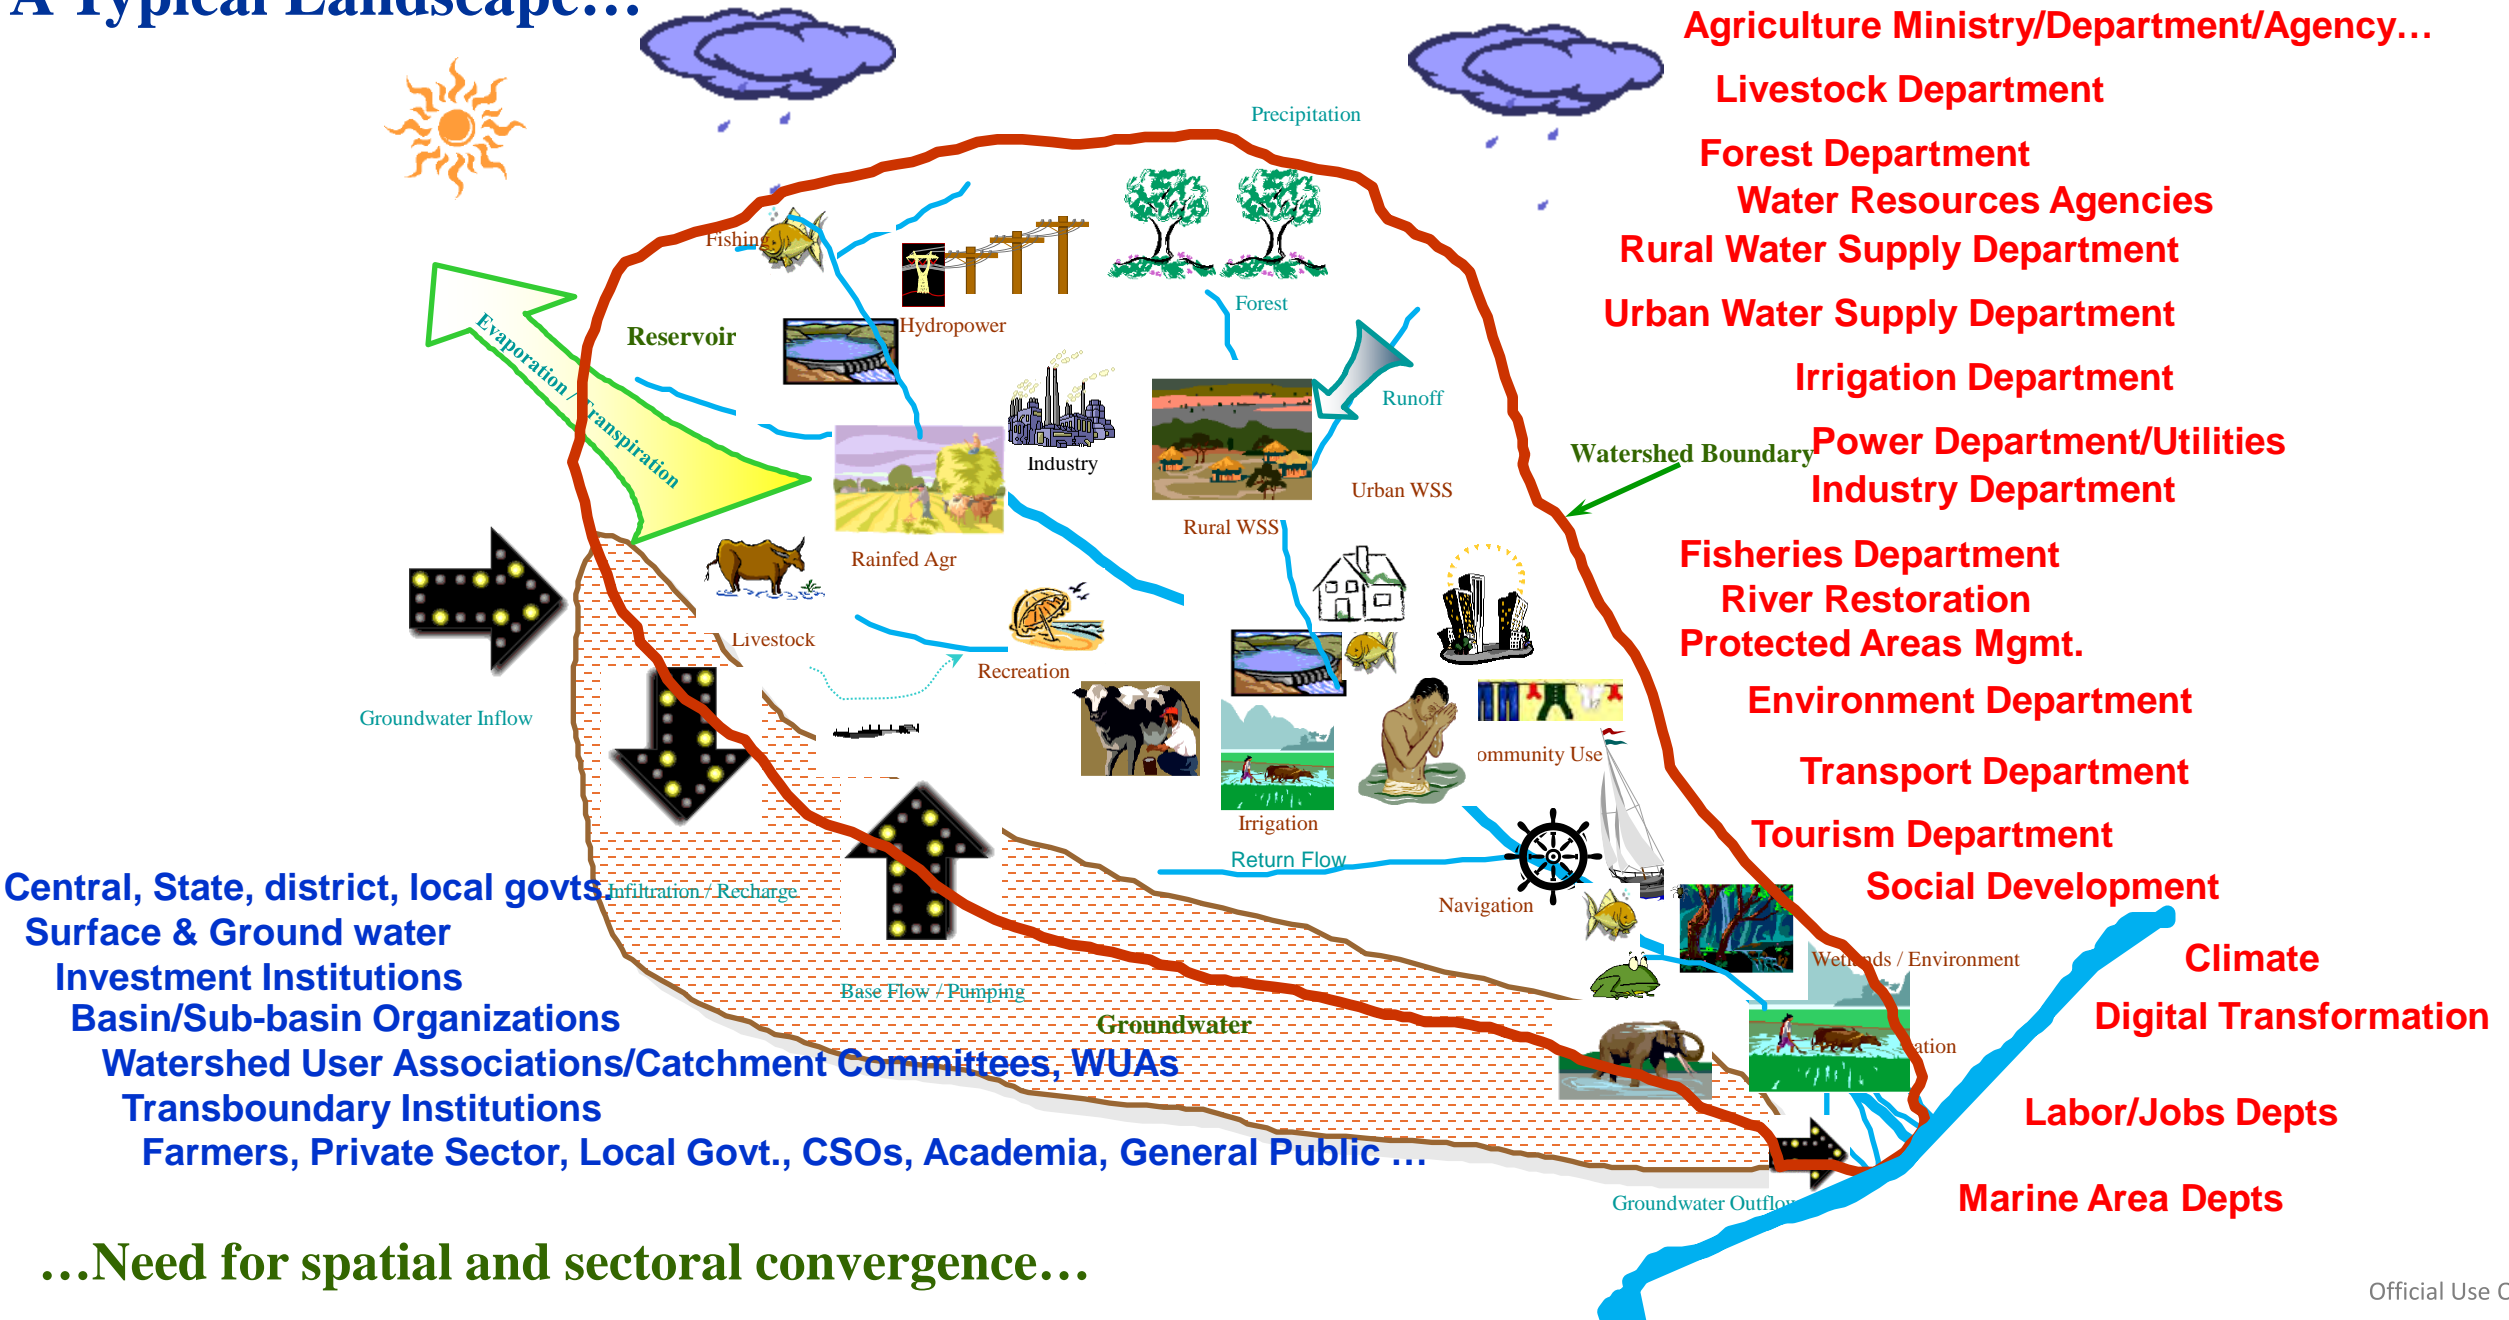 A Typical Landscape…
Agriculture Ministry/Department/Agency…
Livestock Department
Forest Department
Water Resources Agencies
Rural Water Supply Department
Urban Water Supply Department
Irrigation Department
Power Department/Utilities
Industry Department
Fisheries Department
River Restoration
Protected Areas Mgmt.
Environment Department
Transport Department
Tourism Department
Social Development
Climate
Digital Transformation
Labor/Jobs Depts
Marine Area Depts
Precipitation
Fishing
Hydropower
Forest
Reservoir
Evaporation / Transpiration
Runoff
Industry
Watershed Boundary
Urban WSS
Rural WSS
Rainfed Agr
Livestock
Recreation
Groundwater Inflow
ommunity Use
Irrigation
Return Flow
Navigation
Infiltration / Recharge
Wetlands / Environment
Base Flow / Pumping
Groundwater
ation
Groundwater Outflow
Central, State, district, local govts.
Surface & Ground water
Investment Institutions
Basin/Sub-basin Organizations
Watershed User Associations/Catchment Committees, WUAs
Transboundary Institutions
Farmers, Private Sector, Local Govt., CSOs, Academia, General Public …
…Need for spatial and sectoral convergence…
Official Use